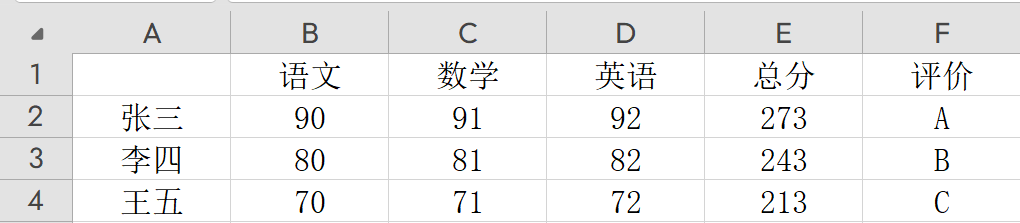 A B C D E F
1 语文 数学 英语 总分 评价
2 张三 90 91 92 273 A
3 李四 80 81 82 243 B
4 王五 70 71 72 213 C